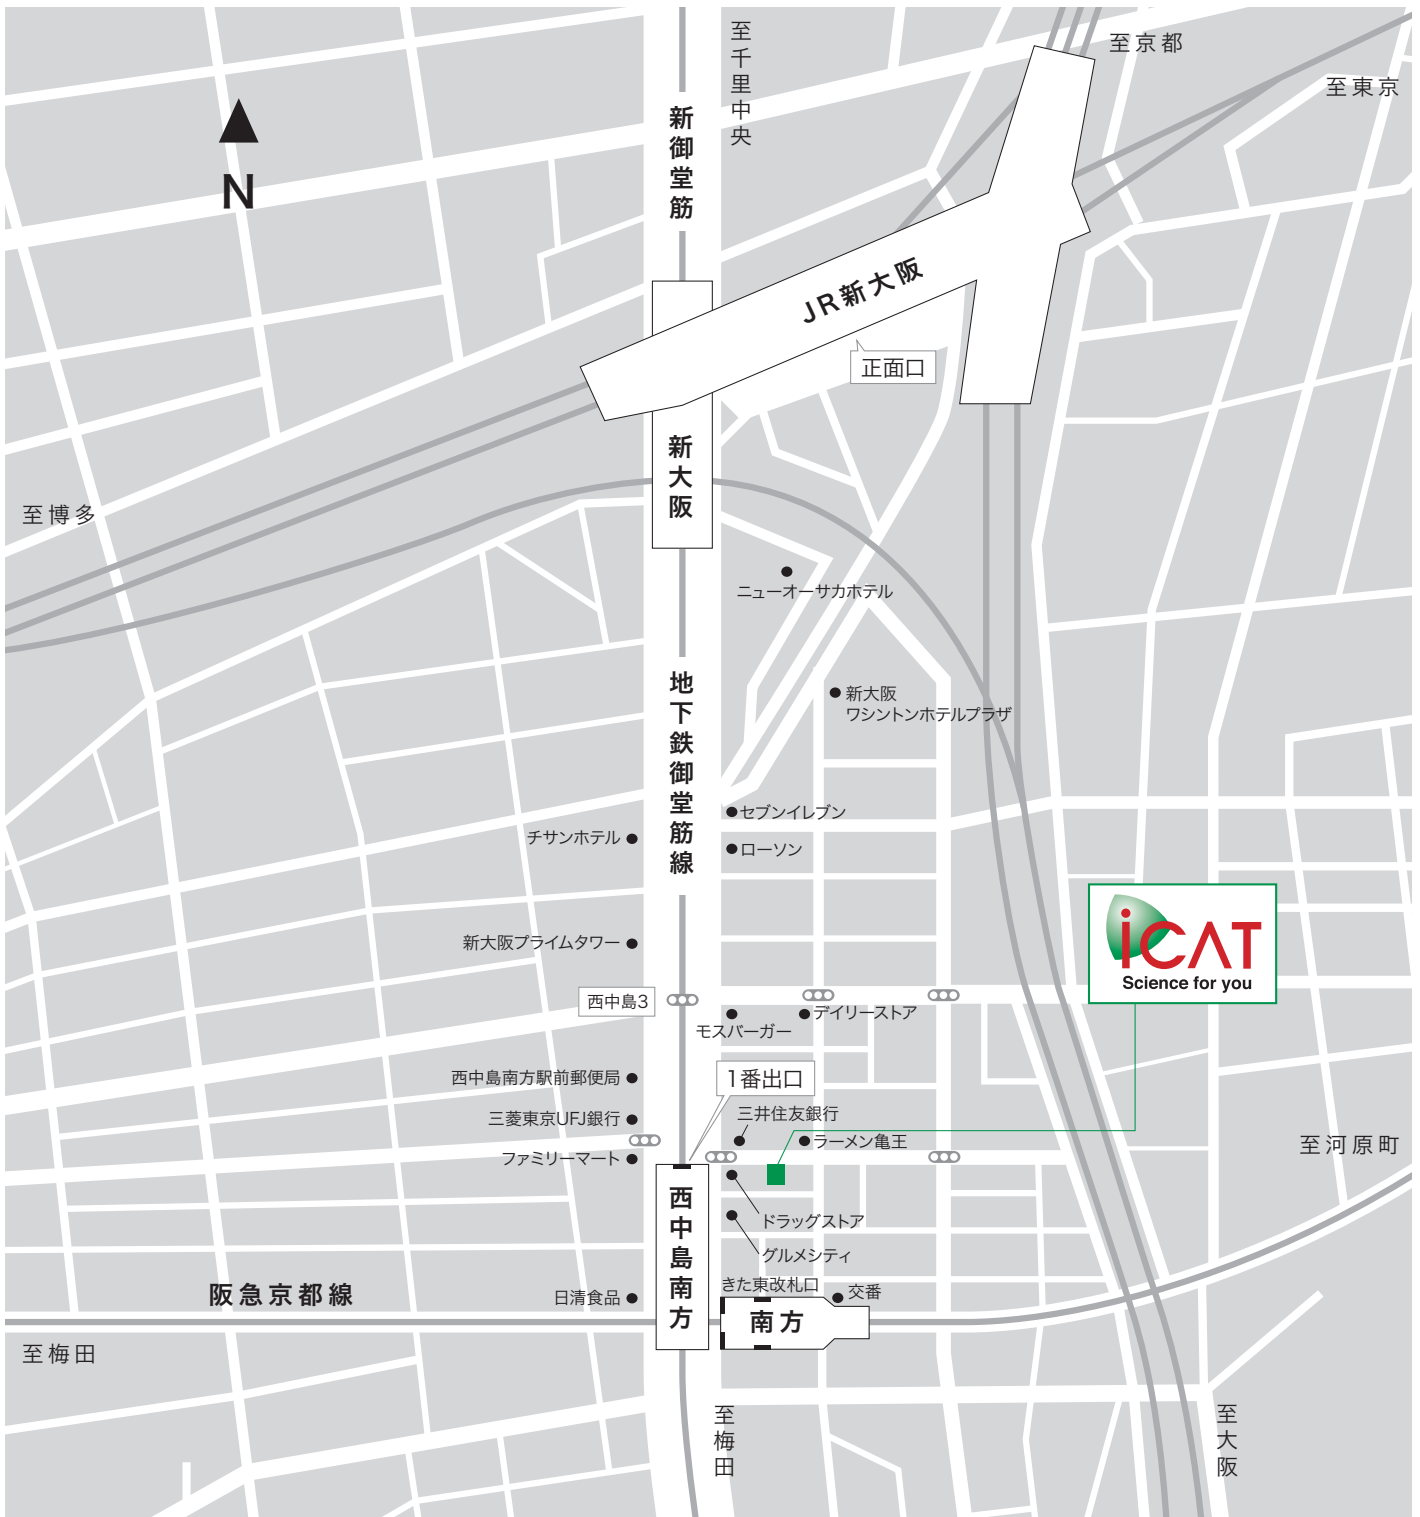 至千里中央
至京都
至東京
N
新御堂筋
JR新大阪
正面口
新大阪
至博多
ニューオーサカホテル
地下鉄御堂筋線
新大阪
ワシントンホテルプラザ
セブンイレブン
チサンホテル
ローソン
iCAT
Science for you
新大阪プライムタワー
西中島3
モスバーガー
デイリーストア
西中島南方駅前郵便局
1番出口
三菱東京UFJ銀行
三井住友銀行
ラーメン亀王
至河原町
ファミリーマート
西中島南方
ドラッグストア
グルメシティ
きた東改札口
阪急京都線
日清食品
交番
南方
至梅田
至梅田
至大阪